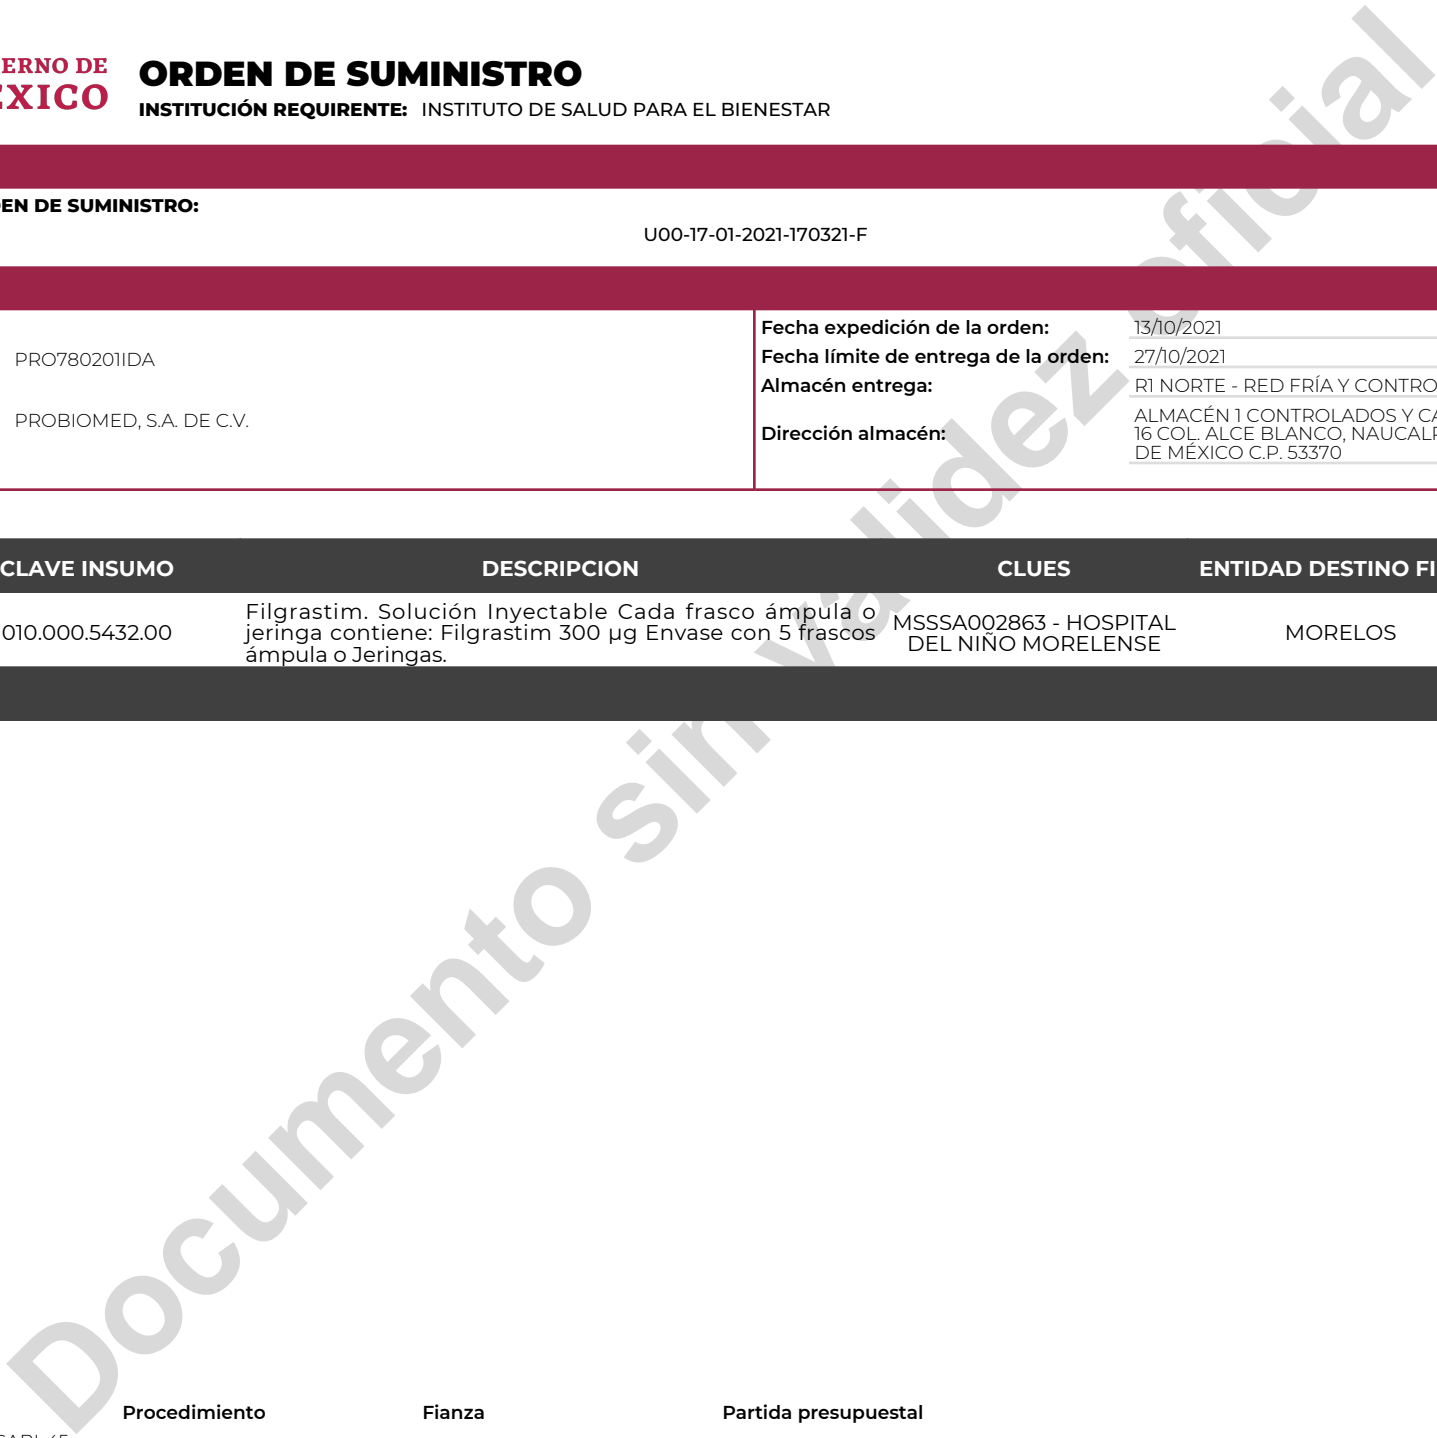 ERNO DE
ÉXICO
ORDEN DE SUMINISTRO
INSTITUCIÓN REQUIRENTE: INSTITUTO DE SALUD PARA EL BIENESTAR
EN DE SUMINISTRO:
U00-17-01-2021-170321-F
PRO780201IDA
PROBIOMED, S.A. DE C.V.
Fecha expedición de la orden: 13/10/2021
Fecha límite de entrega de la orden: 27/10/2021
Almacén entrega: R1 NORTE - RED FRÍA Y CONTRO
Dirección almacén: ALMACÉN 1 CONTROLADOS Y CA
16 COL. ALCE BLANCO, NAUCALP
DE MÉXICO C.P. 53370
CLAVE INSUMO DESCRIPCION CLUES ENTIDAD DESTINO FI
010.000.5432.00
Filgrastim. Solución Inyectable Cada frasco ámpula o
jeringa contiene: Filgrastim 300 µg Envase con 5 frascos
ámpula o Jeringas.
MSSSA002863 - HOSPITAL
DEL NIÑO MORELENSE
MORELOS
Documento sin validez oficial
Procedimiento Fianza Partida presupuestal